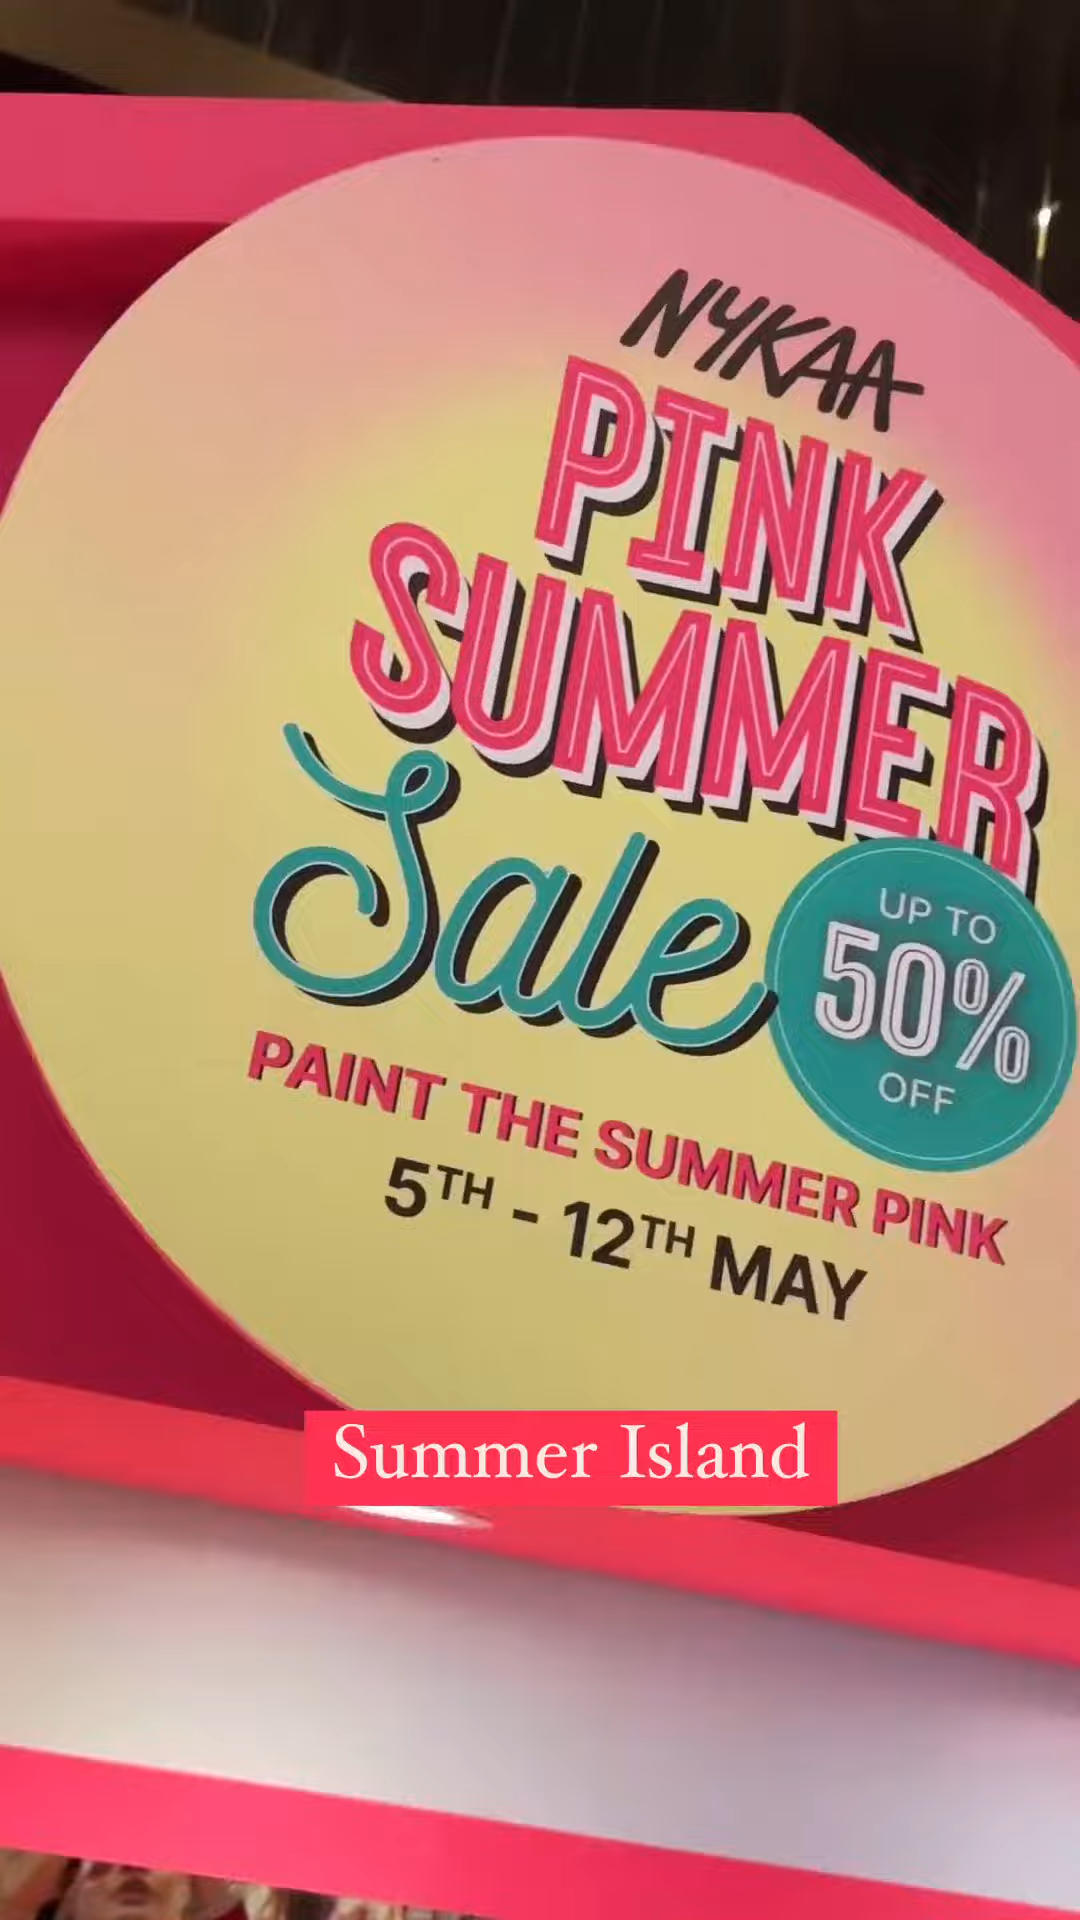 NYKAA
PINK
SUMMER
Sale
UP TO
50%
OFF
PAINT THE SUMMER PINK
5TH - 12TH MAY
Summer Island